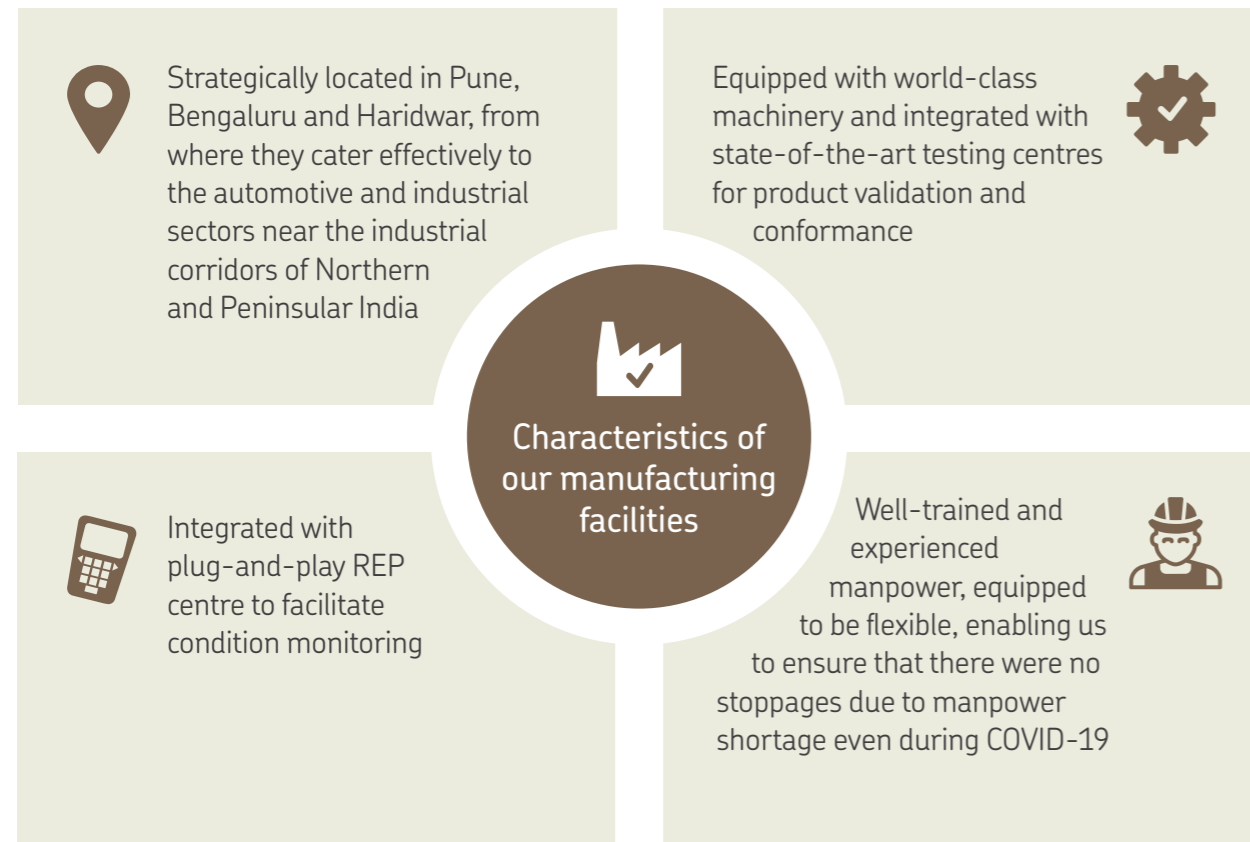 Strategically located in Pune,
Bengaluru and Haridwar, from
where they cater effectively to
the automotive and industrial
sectors near the industrial
corridors of Northern
and Peninsular India
Equipped with world-class
machinery and integrated with
state-of-the-art testing centres
for product validation and
conformance
Characteristics of
our manufacturing
facilities
Integrated with
plug-and-play REP
centre to facilitate
condition monitoring
Well-trained and
experienced
manpower, equipped
to be flexible, enabling us
to ensure that there were no
stoppages due to manpower
shortage even during COVID-19